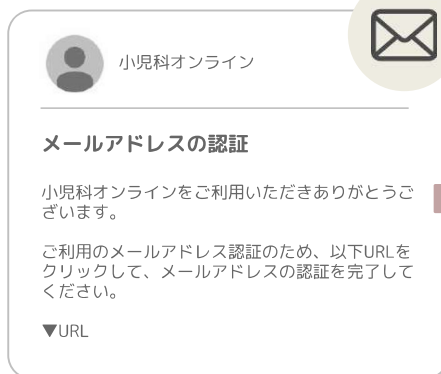 小児科オンライン
メールアドレスの認証
小児科オンラインをご利用いただきありがとうご
ざいます。
ご利用のメールアドレス認証のため、以下URLを
クリックして、メールアドレスの認証を完了して
ください。
▼URL